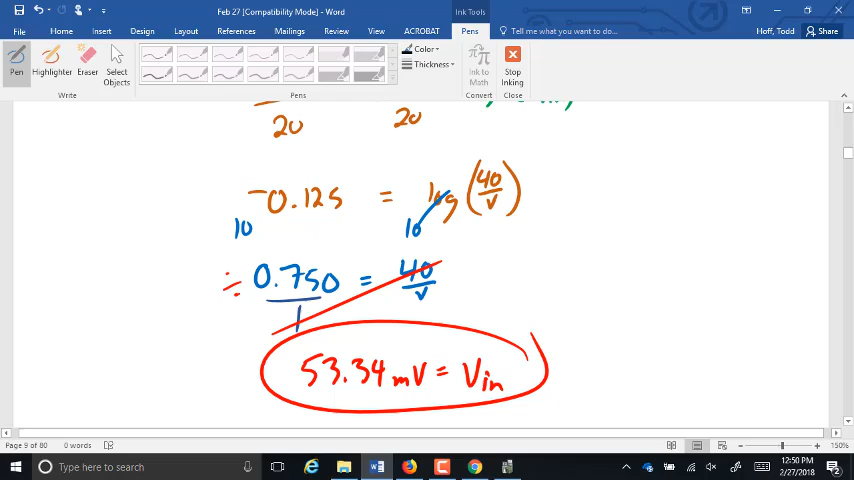 Feb 27 [Compatibility Mode] - Word
Ink Tools
Hoff, Todd
File Home Insert Design Layout References Mailings Review View ACROBAT Pens Tell me what you want to do... Share
Pen Highlighter Eraser Select Objects
Color
Thickness
Ink to Math
Stop Inking
Write Pens Convert Close
20 20
-0.125 = log (40/V)
10 10
÷ 0.750 = 40/V
1
53.34 mV = Vin
Page 9 of 80 0 words 150%
Type here to search
12:50 PM
2/27/2018
2